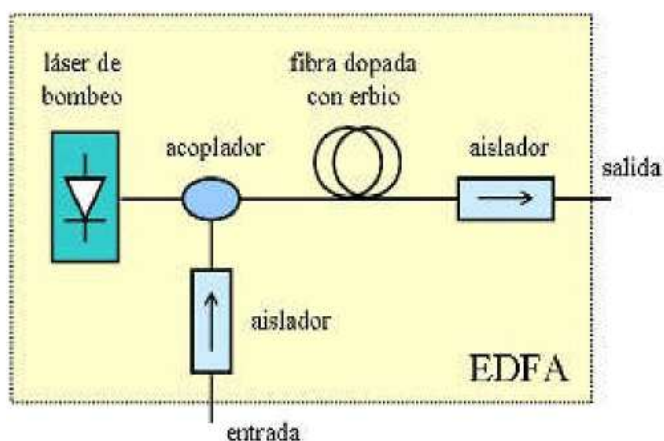 láser de
bombeo
fibra dopada
con erbio
acoplador
aislador
salida
aislador
EDFA
entrada